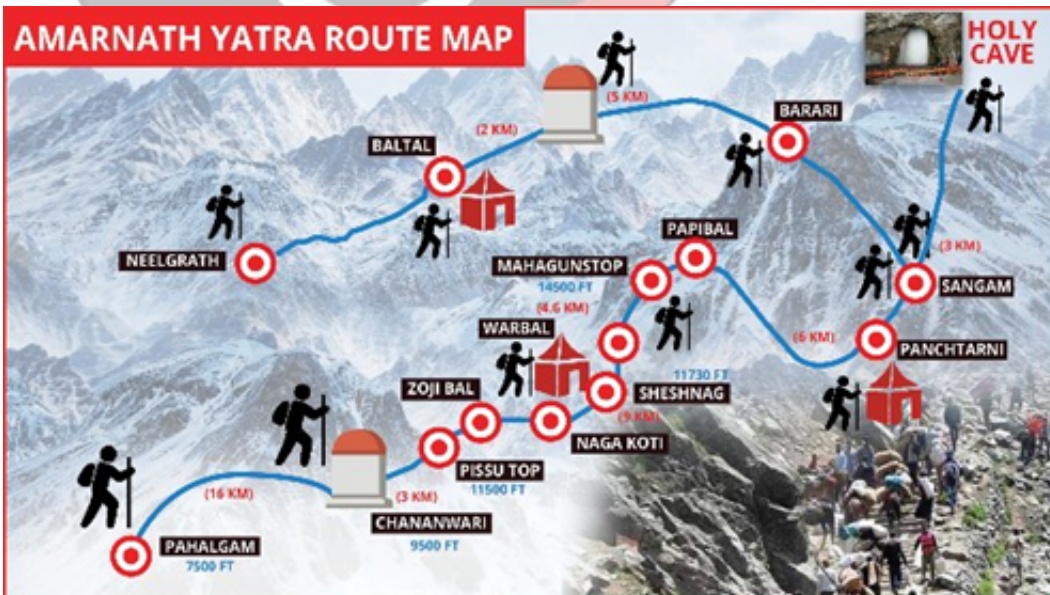 AMARNATH YATRA ROUTE MAP
HOLY
CAVE
(5 KM)
BARARI
(2 KM)
BALTAL
PAPIBAL
NEELGRATH
MAHAGUNSTOP
14500 FT
(3 KM)
SANGAM
(4.6 KM)
WARBAL
(6 KM)
PANCHTARNI
11730 FT
ZOJI BAL
SHESHNAG
(9 KM)
NAGA KOTI
PISSU TOP
11500 FT
(16 KM)
(3 KM)
CHANANWARI
9500 FT
PAHALGAM
7500 FT